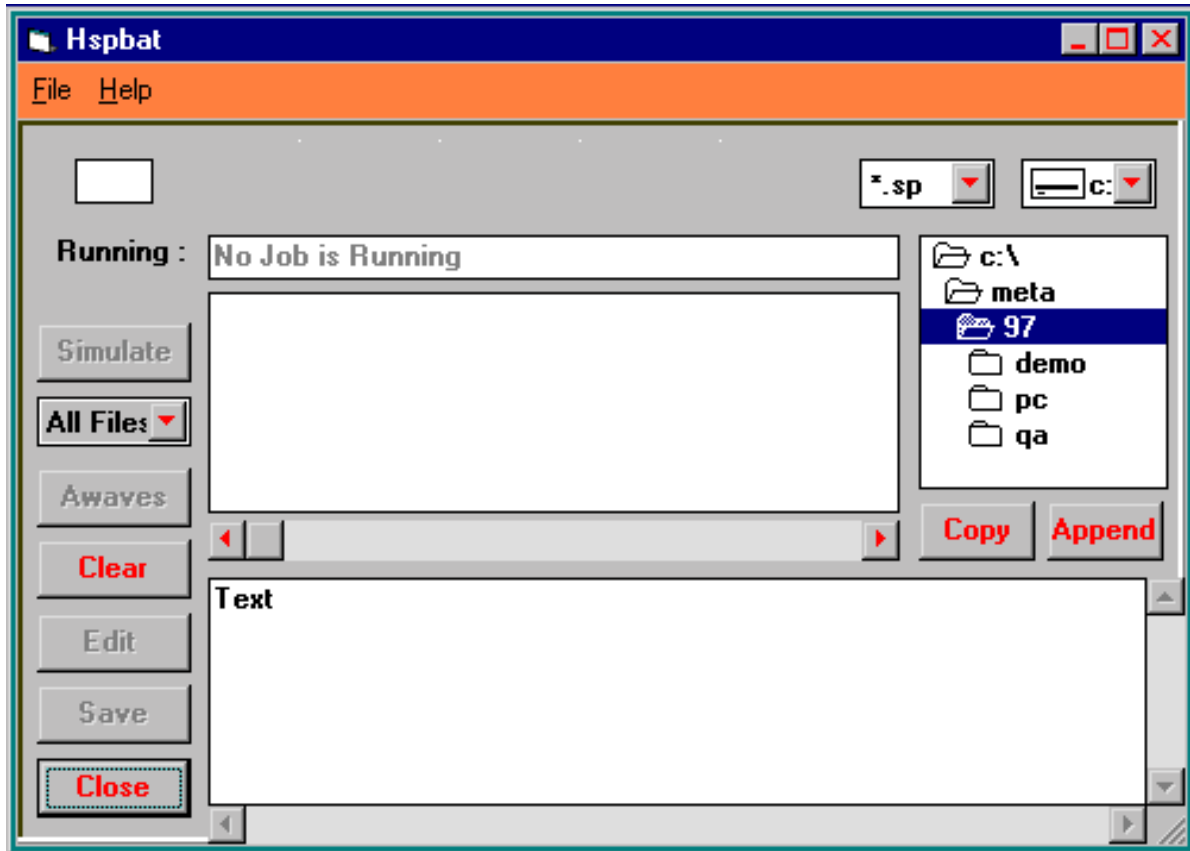 Hspbat
File Help
*.sp c:
Running : No Job is Running
c:\
meta
97
demo
pc
qa
Simulate
All Files
Awaves
Copy Append
Clear
Text
Edit
Save
Close